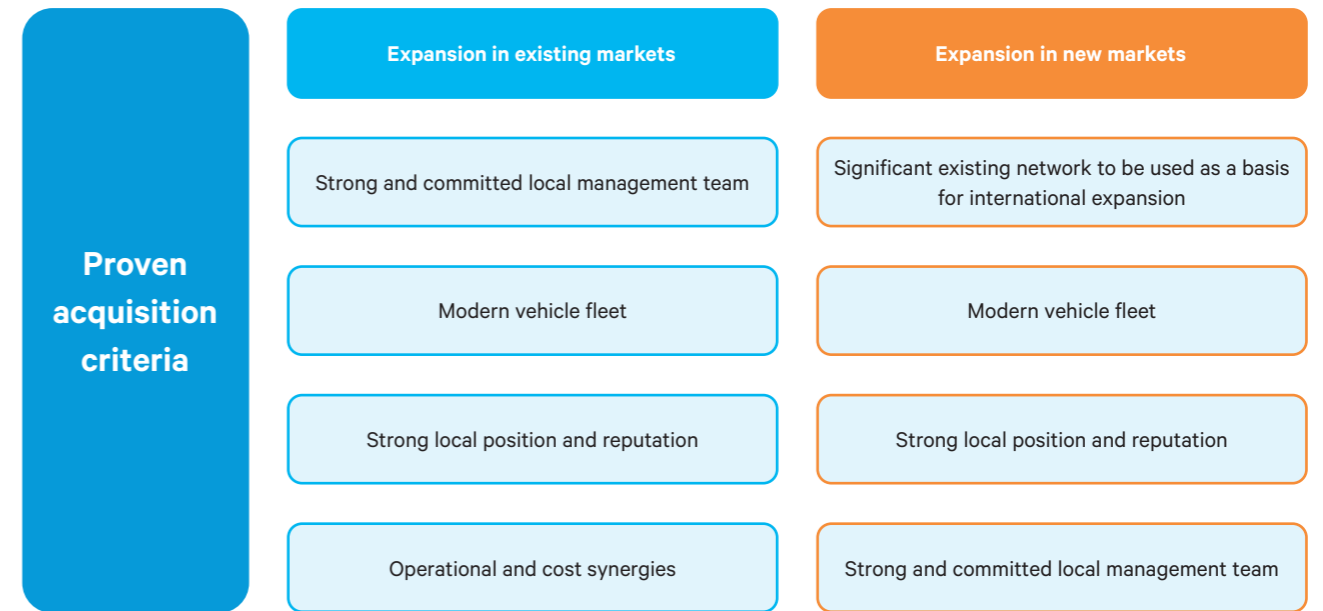 Proven
acquisition
criteria
Expansion in existing markets
Strong and committed local management team
Modern vehicle fleet
Strong local position and reputation
Operational and cost synergies
Expansion in new markets
Significant existing network to be used as a basis
for international expansion
Modern vehicle fleet
Strong local position and reputation
Strong and committed local management team